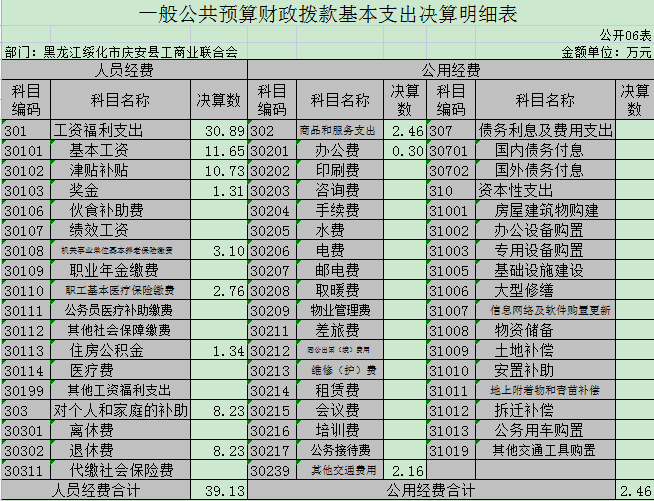 一般公共预算财政拨款基本支出决算明细表
公开06表
部门：黑龙江绥化市庆安县工商业联合会 金额单位：万元
人员经费 公用经费
科目编码 科目名称 决算数 科目编码 科目名称 决算数 科目编码 科目名称 决算数
301 工资福利支出 30.89 302 商品和服务支出 2.46 307 债务利息及费用支出
30101 基本工资 11.65 30201 办公费 0.30 30701 国内债务付息
30102 津贴补贴 10.73 30202 印刷费 30702 国外债务付息
30103 奖金 1.31 30203 咨询费 310 资本性支出
30106 伙食补助费 30204 手续费 31001 房屋建筑物购建
30107 绩效工资 30205 水费 31002 办公设备购置
30108 机关事业单位基本养老保险缴费 3.10 30206 电费 31003 专用设备购置
30109 职业年金缴费 30207 邮电费 31005 基础设施建设
30110 职工基本医疗保险缴费 2.76 30208 取暖费 31006 大型修缮
30111 公务员医疗补助缴费 30209 物业管理费 31007 信息网络及软件购置更新
30112 其他社会保障缴费 30211 差旅费 31008 物资储备
30113 住房公积金 1.34 30212 因公出国（境）费用 31009 土地补偿
30114 医疗费 30213 维修（护）费 31010 安置补助
30199 其他工资福利支出 30214 租赁费 31011 地上附着物和青苗补偿
303 对个人和家庭的补助 8.23 30215 会议费 31012 拆迁补偿
30301 离休费 30216 培训费 31013 公务用车购置
30302 退休费 8.23 30217 公务接待费 31019 其他交通工具购置
30311 代缴社会保险费 30239 其他交通费用 2.16
人员经费合计 39.13 公用经费合计 2.46